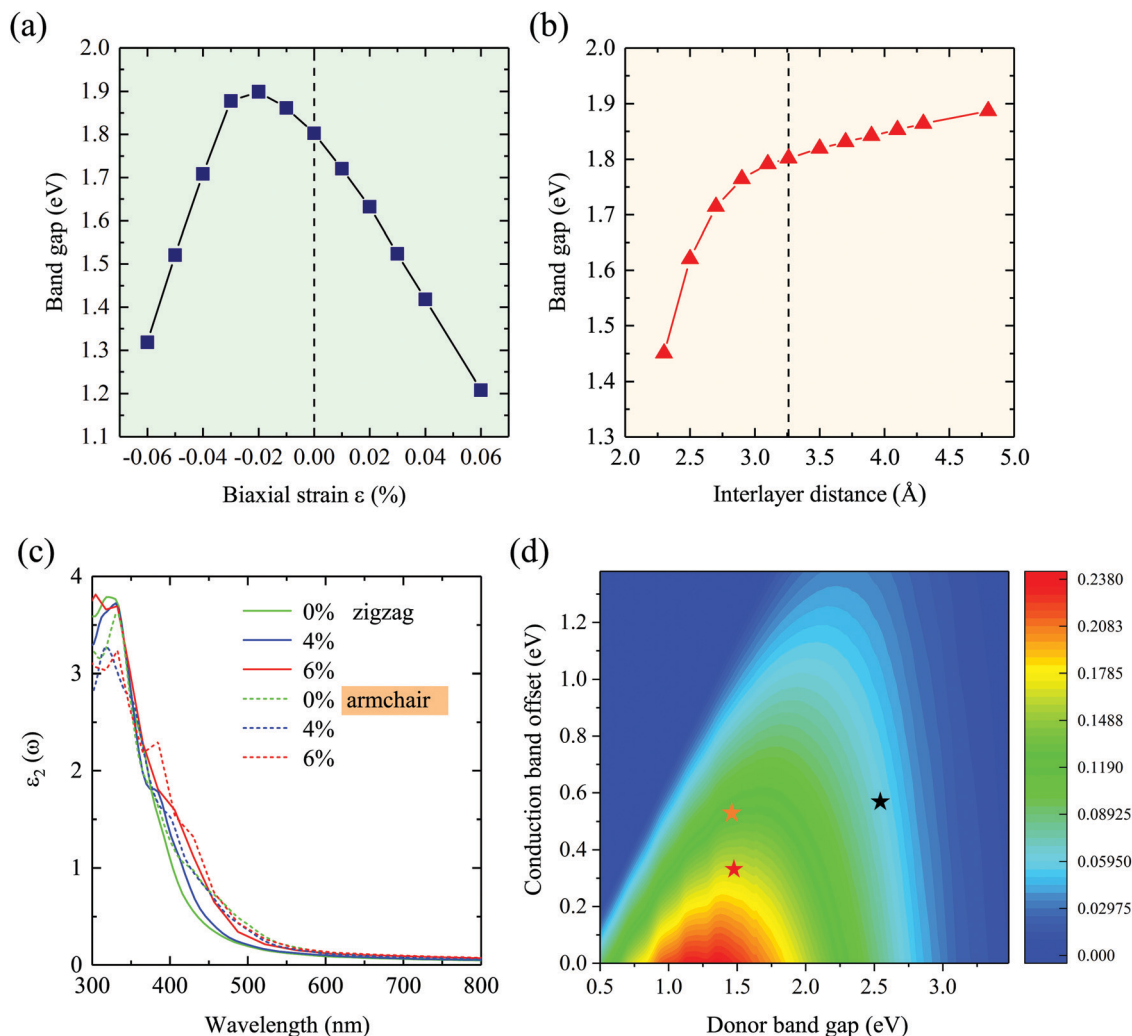 (a)
2.0
1.9
1.8
1.7
1.6
1.5
1.4
1.3
1.2
1.1
Band gap (eV)
-0.06 -0.04 -0.02 0.00 0.02 0.04 0.06
Biaxial strain ε (%)
(b)
2.0
1.9
1.8
1.7
1.6
1.5
1.4
1.3
Band gap (eV)
2.0 2.5 3.0 3.5 4.0 4.5 5.0
Interlayer distance (Å)
(c)
4
3
2
1
0
ε2 (ω)
0% zigzag
4%
6%
0% armchair
4%
6%
300 400 500 600 700 800
Wavelength (nm)
(d)
1.2
1.0
0.8
0.6
0.4
0.2
0.0
Conduction band offset (eV)
0.5 1.0 1.5 2.0 2.5 3.0
Donor band gap (eV)
0.2380
0.2083
0.1785
0.1488
0.1190
0.08925
0.05950
0.02975
0.000